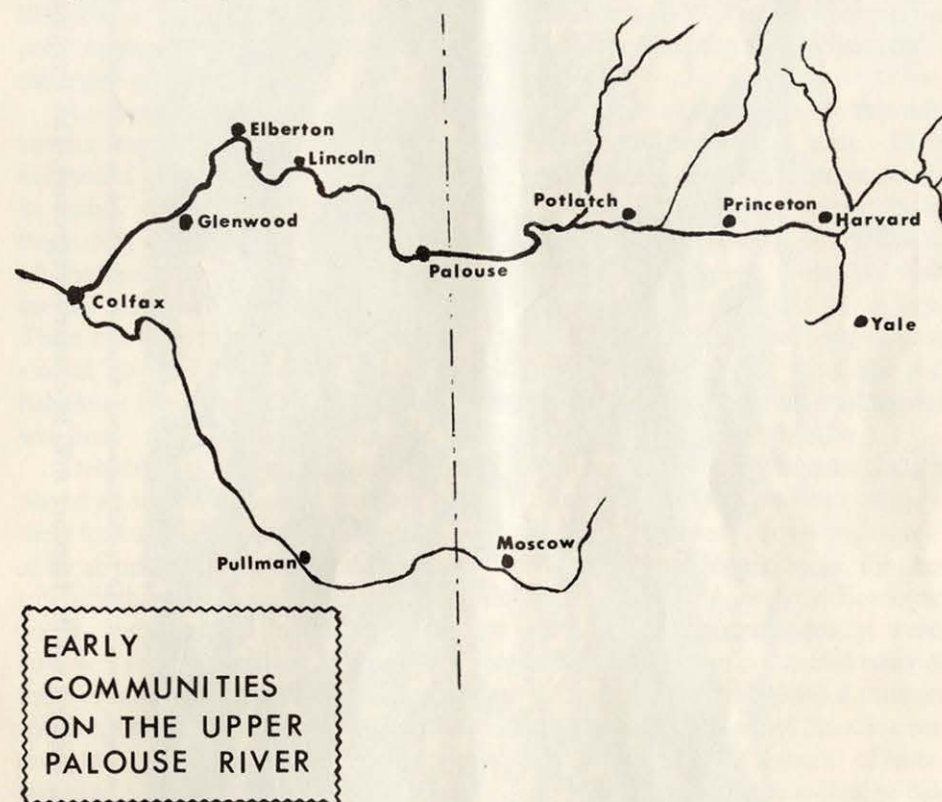 Elberton
Lincoln
Glenwood
Potlatch
Princeton
Harvard
Palouse
Colfax
Yale
Pullman
Moscow
EARLY
COMMUNITIES
ON THE UPPER
PALOUSE RIVER